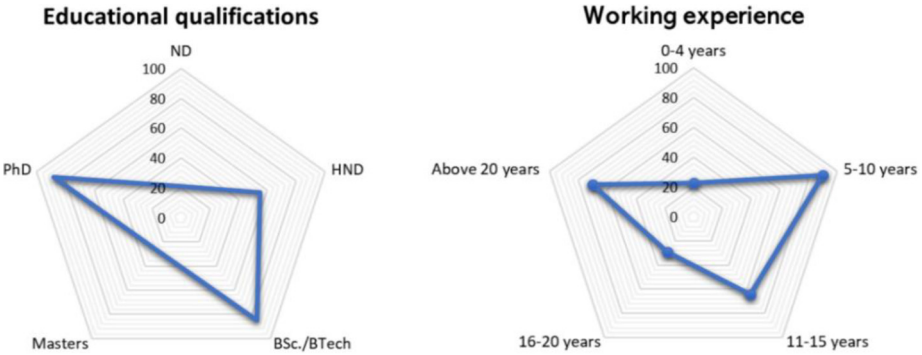 Educational qualifications
ND
100
80
60
40
20
0
PhD
HND
Masters
BSc./BTech
Working experience
0-4 years
100
80
60
40
20
0
Above 20 years
5-10 years
16-20 years
11-15 years